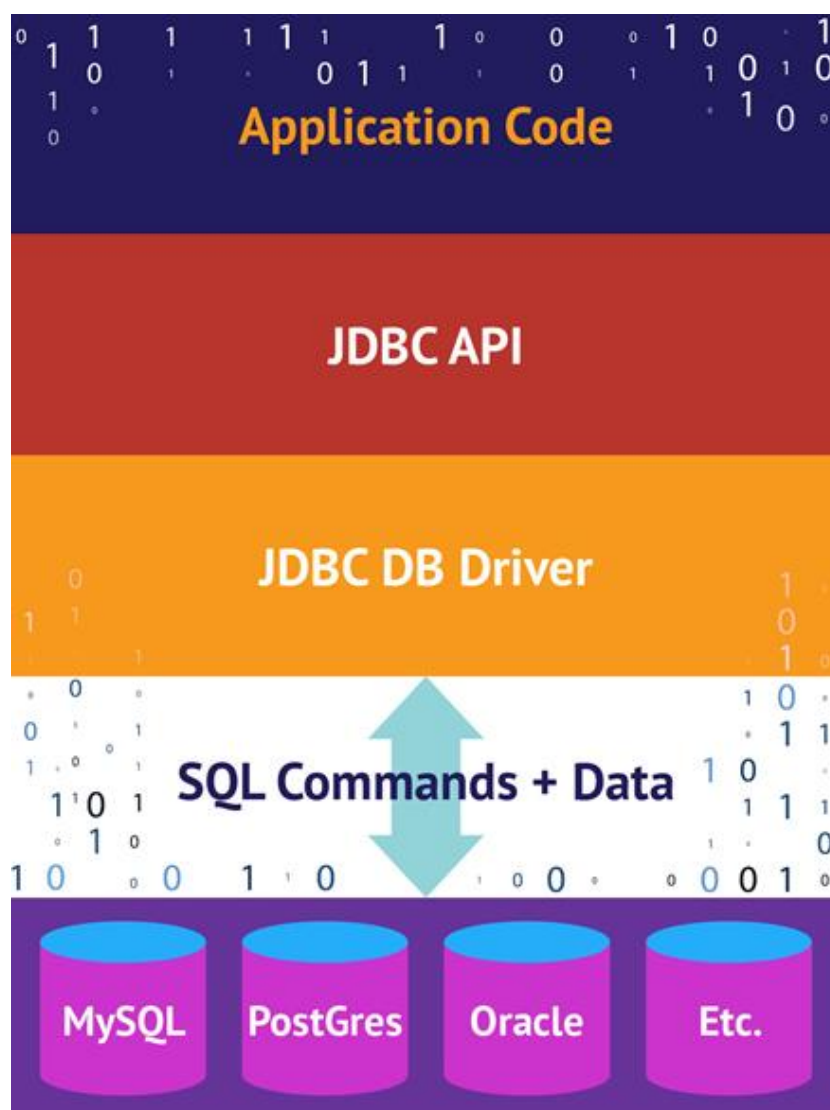 Application Code
JDBC API
JDBC DB Driver
SQL Commands + Data
MySQL
PostGres
Oracle
Etc.